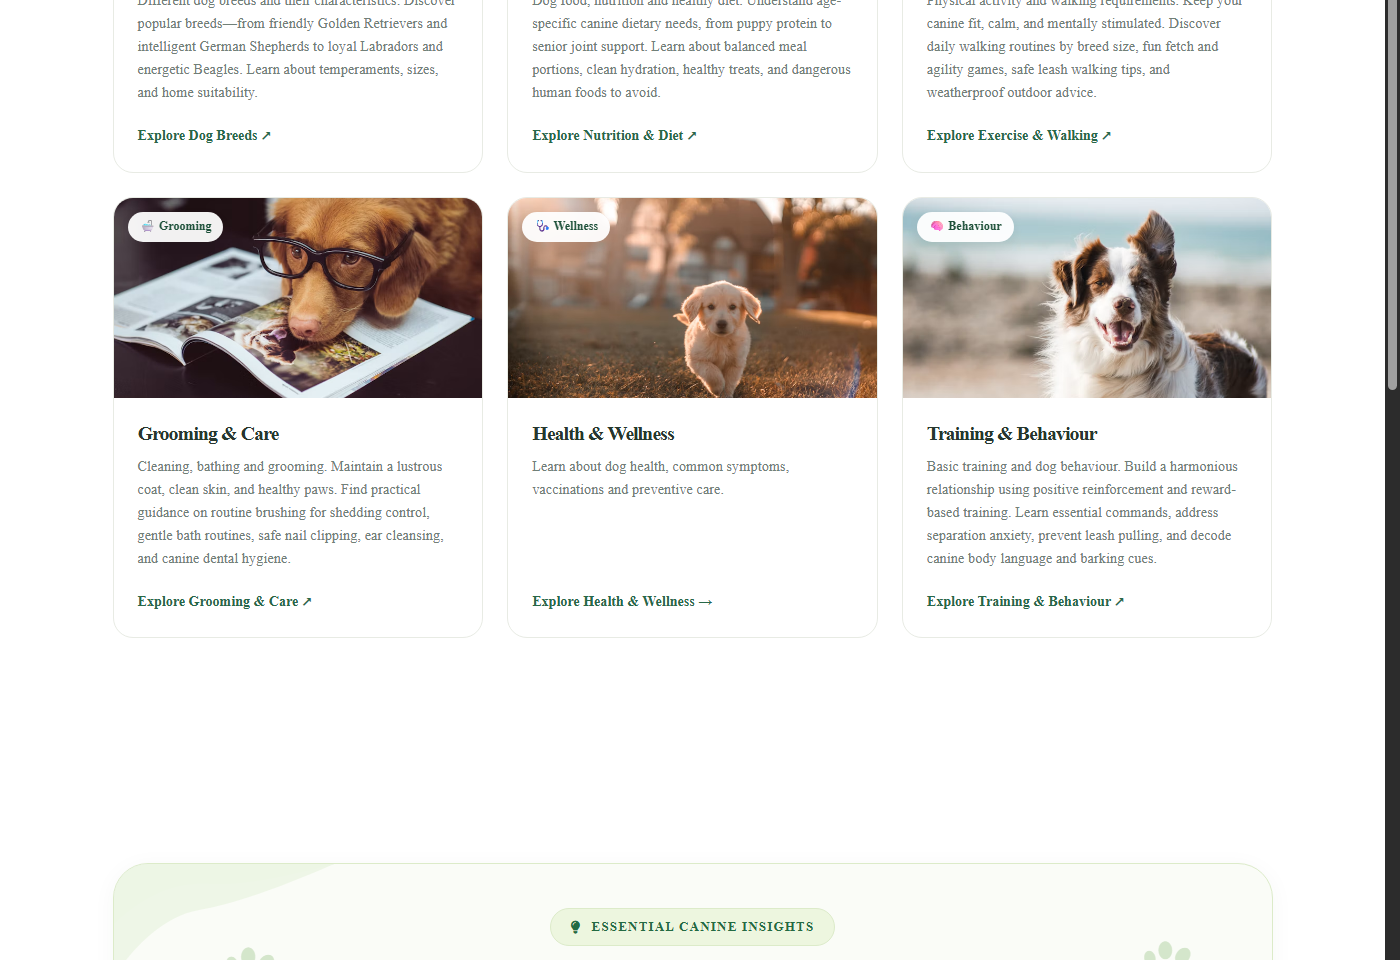 Different dog breeds and their characteristics. Discover
popular breeds—from friendly Golden Retrievers and
intelligent German Shepherds to loyal Labradors and
energetic Beagles. Learn about temperaments, sizes,
and home suitability.
Explore Dog Breeds ↗
Dog food, nutrition and healthy diet. Understand age-
specific canine dietary needs, from puppy protein to
senior joint support. Learn about balanced meal
portions, clean hydration, healthy treats, and dangerous
human foods to avoid.
Explore Nutrition & Diet ↗
Physical activity and walking requirements. Keep your
canine fit, calm, and mentally stimulated. Discover
daily walking routines by breed size, fun fetch and
agility games, safe leash walking tips, and
weatherproof outdoor advice.
Explore Exercise & Walking ↗
Grooming
Grooming & Care
Cleaning, bathing and grooming. Maintain a lustrous
coat, clean skin, and healthy paws. Find practical
guidance on routine brushing for shedding control,
gentle bath routines, safe nail clipping, ear cleansing,
and canine dental hygiene.
Explore Grooming & Care ↗
Wellness
Health & Wellness
Learn about dog health, common symptoms,
vaccinations and preventive care.
Explore Health & Wellness →
Behaviour
Training & Behaviour
Basic training and dog behaviour. Build a harmonious
relationship using positive reinforcement and reward-
based training. Learn essential commands, address
separation anxiety, prevent leash pulling, and decode
canine body language and barking cues.
Explore Training & Behaviour ↗
ESSENTIAL CANINE INSIGHTS